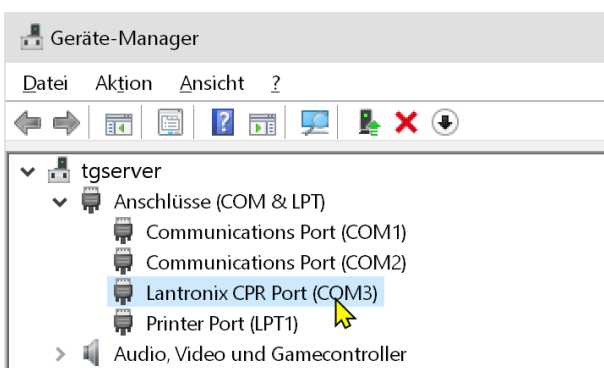 Geräte-Manager
Datei Aktion Ansicht ?
?
tgserver
Anschlüsse (COM & LPT)
Communications Port (COM1)
Communications Port (COM2)
Lantronix CPR Port (COM3)
Printer Port (LPT1)
Audio, Video und Gamecontroller